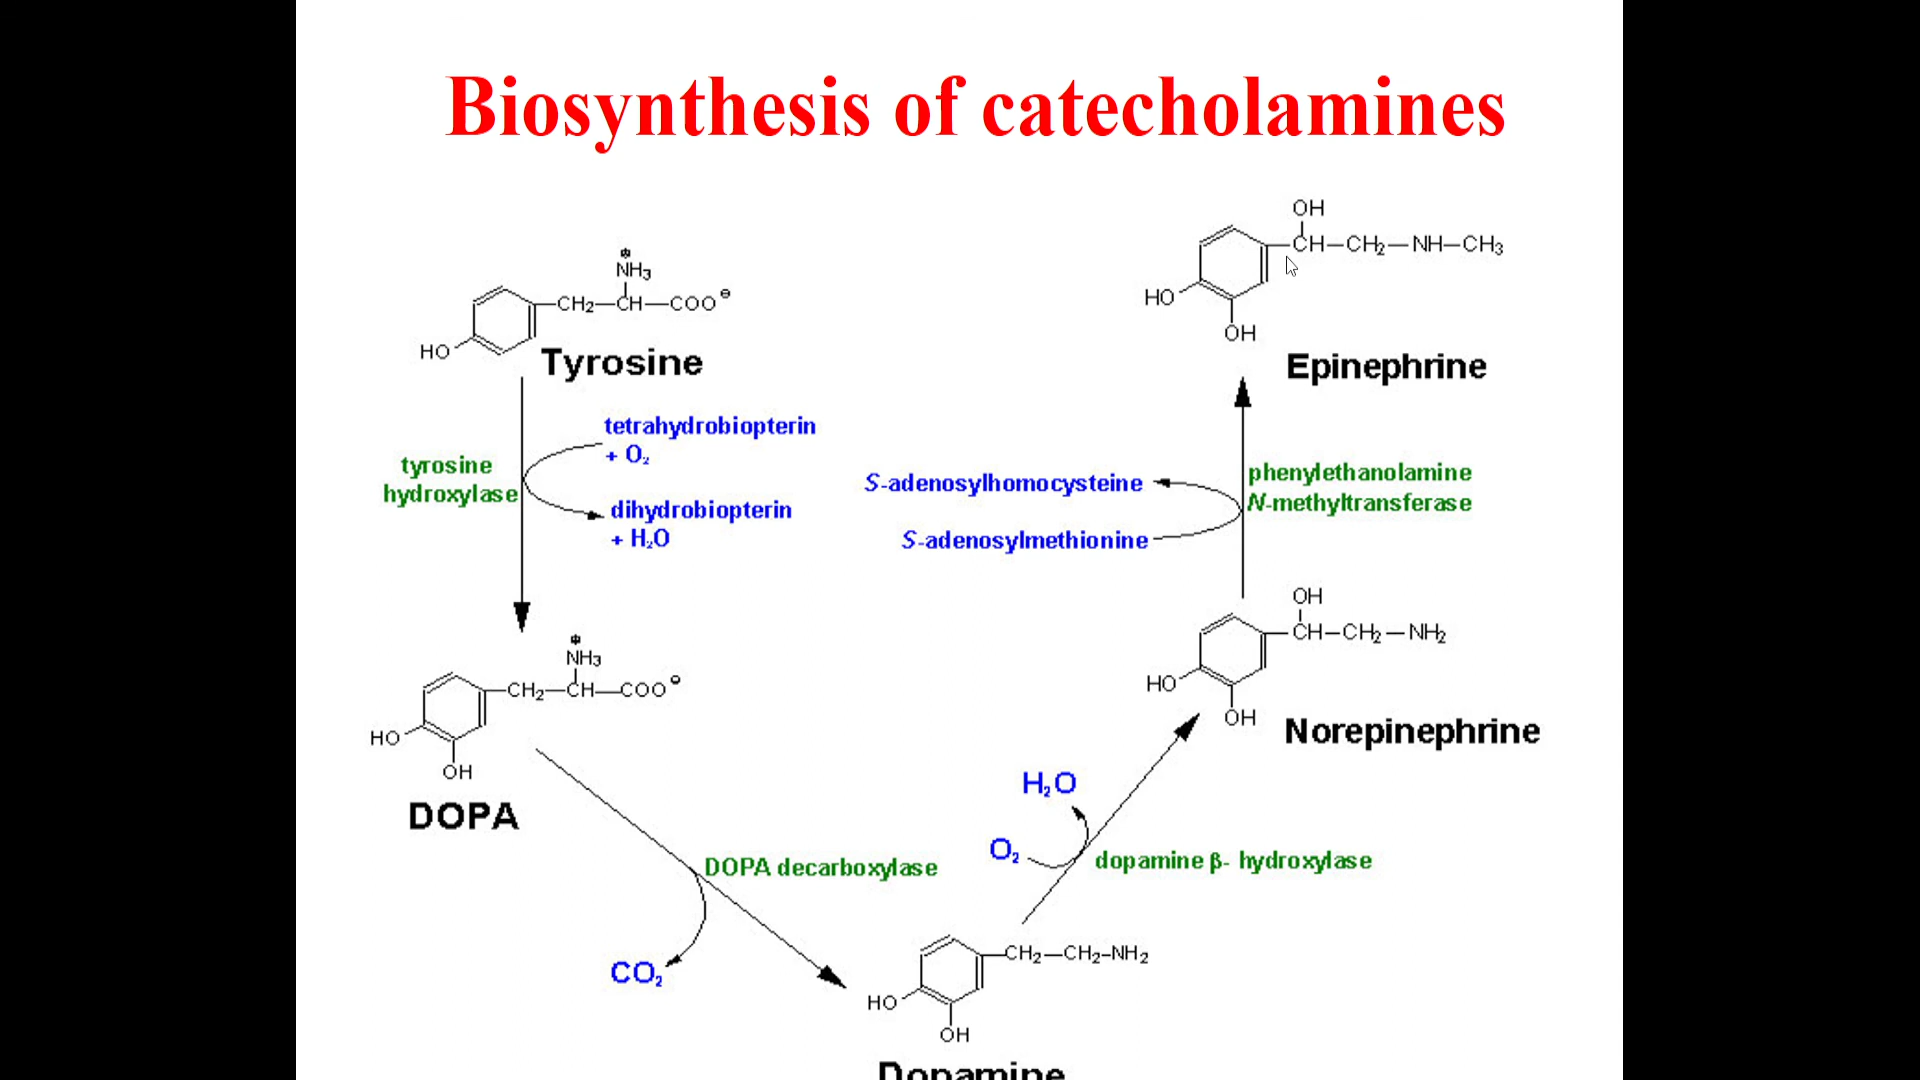 Biosynthesis of catecholamines
⊕
NH₃
CH₂—CH—COO⊖
HO
Tyrosine
tyrosine
hydroxylase
tetrahydrobiopterin
+ O₂
dihydrobiopterin
+ H₂O
⊕
NH₃
CH₂—CH—COO⊖
HO
OH
DOPA
DOPA decarboxylase
CO₂
CH₂—CH₂–NH₂
HO
OH
Dopamine
H₂O
O₂
dopamine β- hydroxylase
OH
CH—CH₂—NH₂
HO
OH
Norepinephrine
S-adenosylhomocysteine
S-adenosylmethionine
phenylethanolamine
N-methyltransferase
OH
CH—CH₂—NH—CH₃
HO
OH
Epinephrine